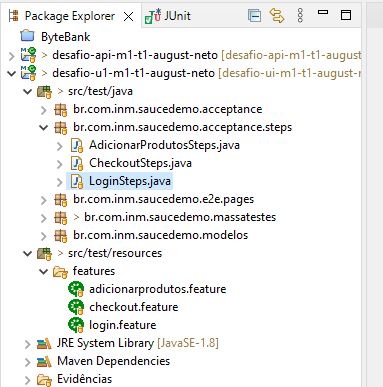 Package Explorer JUnit
ByteBank
> desafio-api-m1-t1-august-neto [desafio-api-m1-t1-august-
> desafio-u1-m1-t1-august-neto [desafio-ui-m1-t1-august-r
> src/test/java
br.com.inm.saucedemo.acceptance
br.com.inm.saucedemo.acceptance.steps
AdicionarProdutosSteps.java
CheckoutSteps.java
LoginSteps.java
br.com.inm.saucedemo.e2e.pages
> br.com.inm.saucedemo.massatestes
br.com.inm.saucedemo.modelos
> src/test/resources
features
adicionarprodutos.feature
checkout.feature
login.feature
JRE System Library [JavaSE-1.8]
Maven Dependencies
Evidências